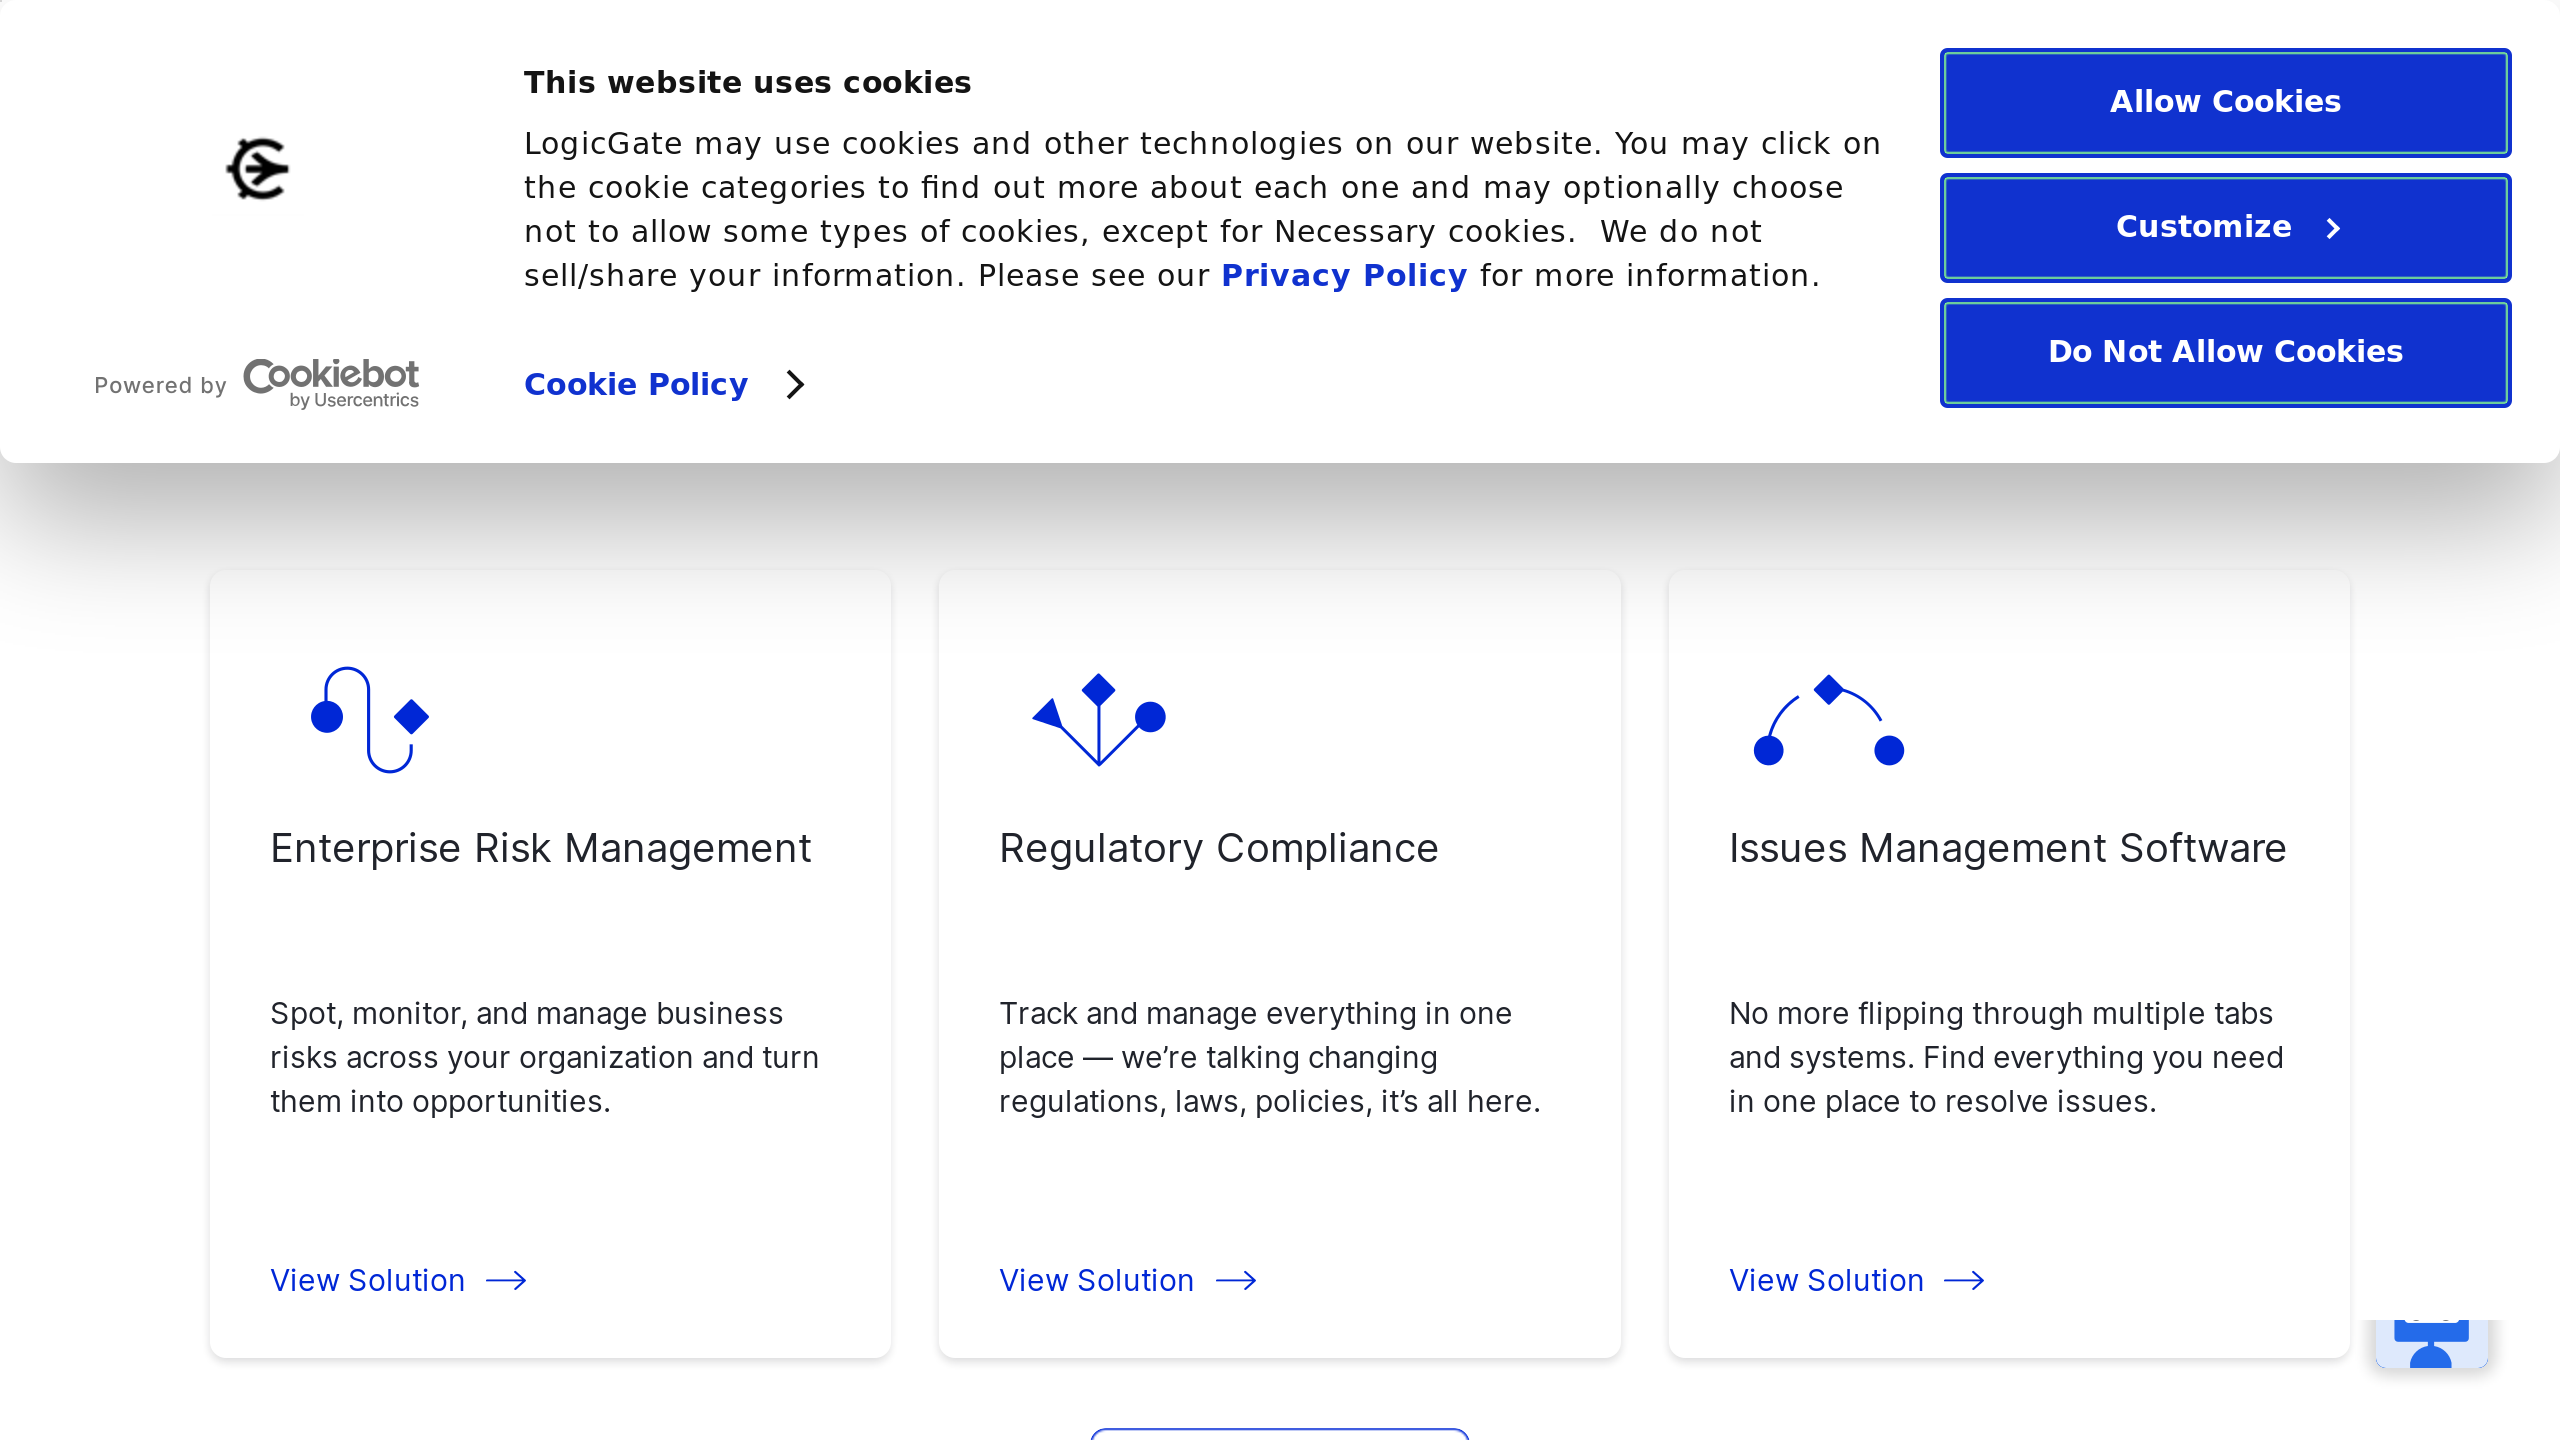 This website uses cookies
LogicGate may use cookies and other technologies on our website. You may click on
the cookie categories to find out more about each one and may optionally choose
not to allow some types of cookies, except for Necessary cookies.  We do not
sell/share your information. Please see our Privacy Policy for more information.
Powered by Cookiebot
by Usercentrics
Cookie Policy
Allow Cookies
Customize
Do Not Allow Cookies
Enterprise Risk Management
Spot, monitor, and manage business
risks across your organization and turn
them into opportunities.
View Solution
Regulatory Compliance
Track and manage everything in one
place — we’re talking changing
regulations, laws, policies, it’s all here.
View Solution
Issues Management Software
No more flipping through multiple tabs
and systems. Find everything you need
in one place to resolve issues.
View Solution